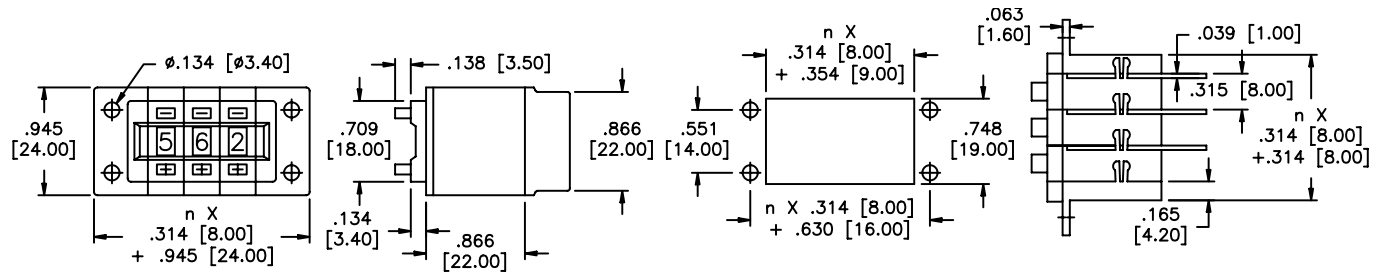 ø.134 [ø3.40]
.945
[24.00]
5 6 2
n X
.314 [8.00]
+ .945 [24.00]
.138 [3.50]
.709
[18.00]
.134
[3.40]
.866
[22.00]
.866
[22.00]
n X
.314 [8.00]
+ .354 [9.00]
.551
[14.00]
.748
[19.00]
n X .314 [8.00]
+ .630 [16.00]
.063
[1.60]
.039 [1.00]
.315 [8.00]
n X
.314 [8.00]
+.314 [8.00]
.165
[4.20]